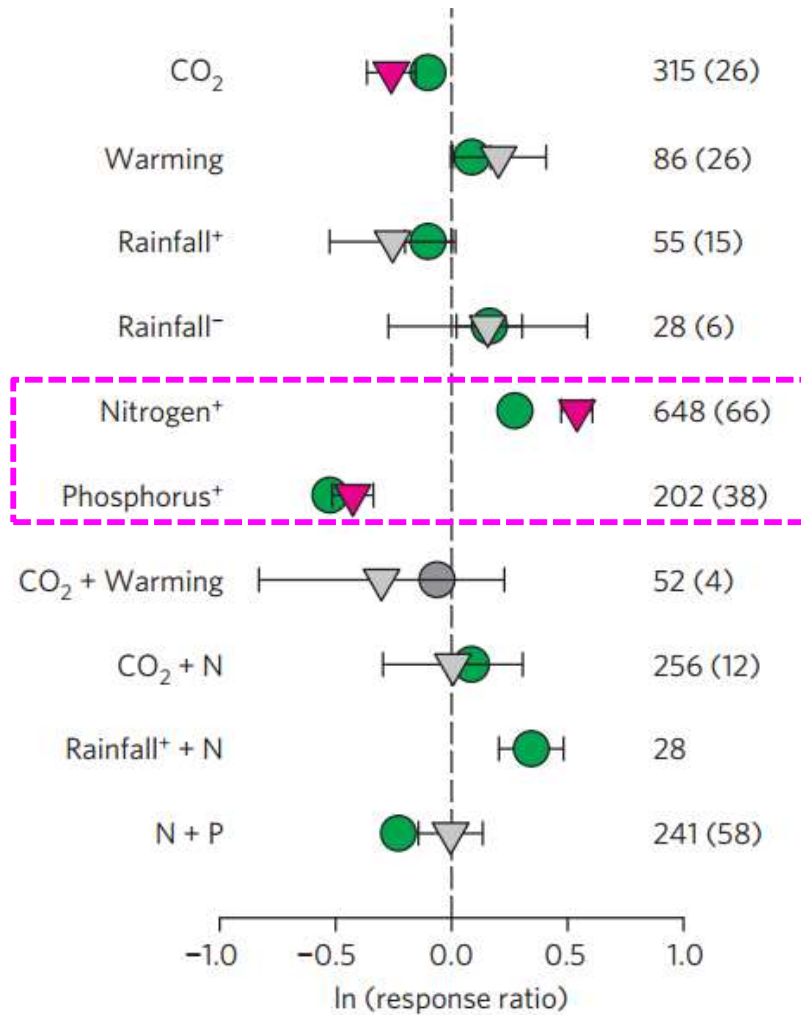 CO₂ 315 (26)
Warming 86 (26)
Rainfall⁺ 55 (15)
Rainfall⁻ 28 (6)
Nitrogen⁺ 648 (66)
Phosphorus⁺ 202 (38)
CO₂ + Warming 52 (4)
CO₂ + N 256 (12)
Rainfall⁺ + N 28
N + P 241 (58)
−1.0 −0.5 0.0 0.5 1.0
ln (response ratio)